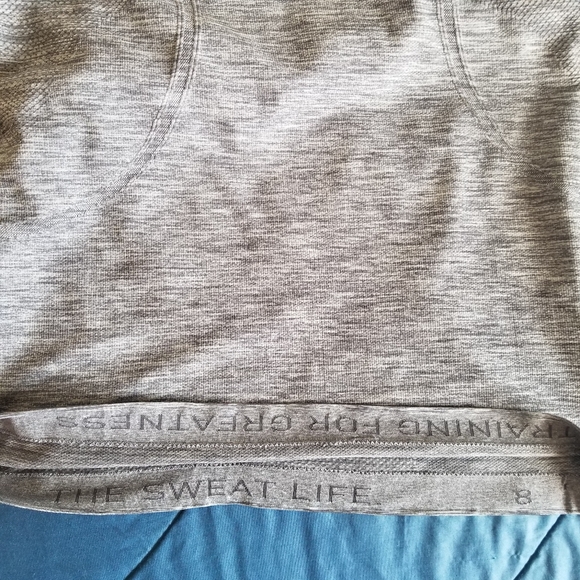 TRAINING FOR GREATNESS
THE SWEAT LIFE 8